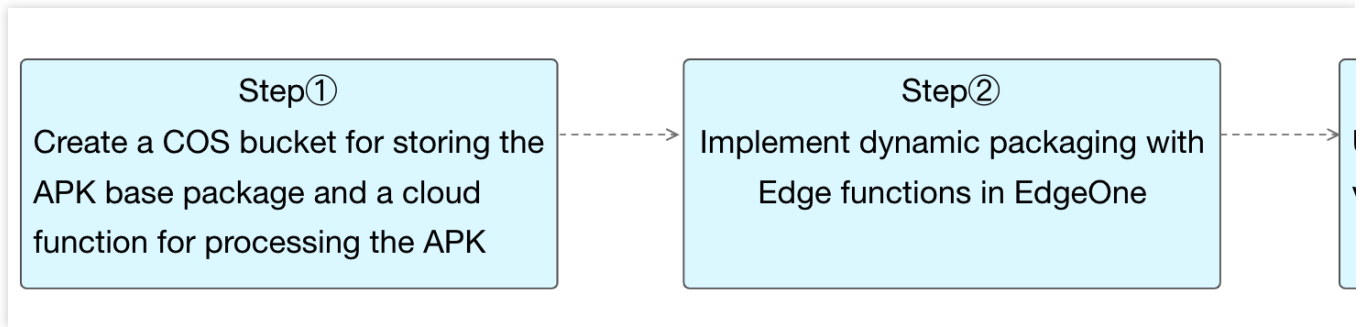 Step①
Create a COS bucket for storing the
APK base package and a cloud
function for processing the APK
Step②
Implement dynamic packaging with
Edge functions in EdgeOne